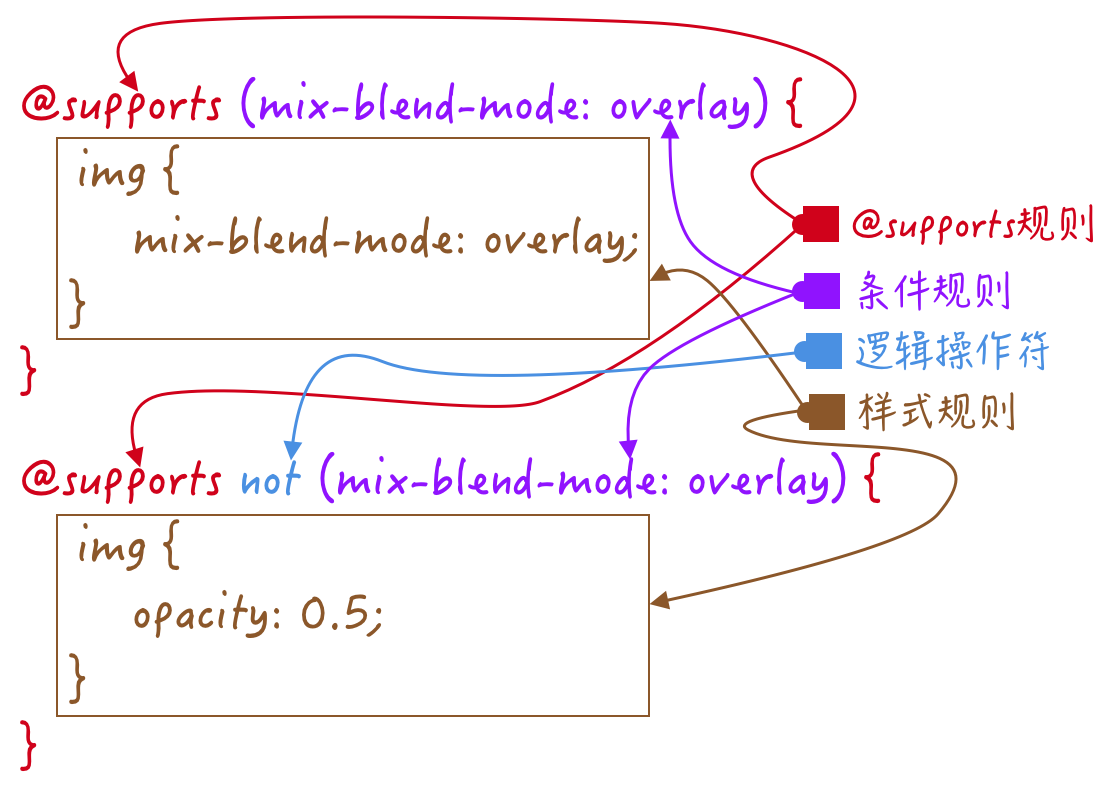 @supports (mix-blend-mode: overlay) {
img {
mix-blend-mode: overlay;
}
}
@supports not (mix-blend-mode: overlay) {
img {
opacity: 0.5;
}
}
@supports规则
条件规则
逻辑操作符
样式规则